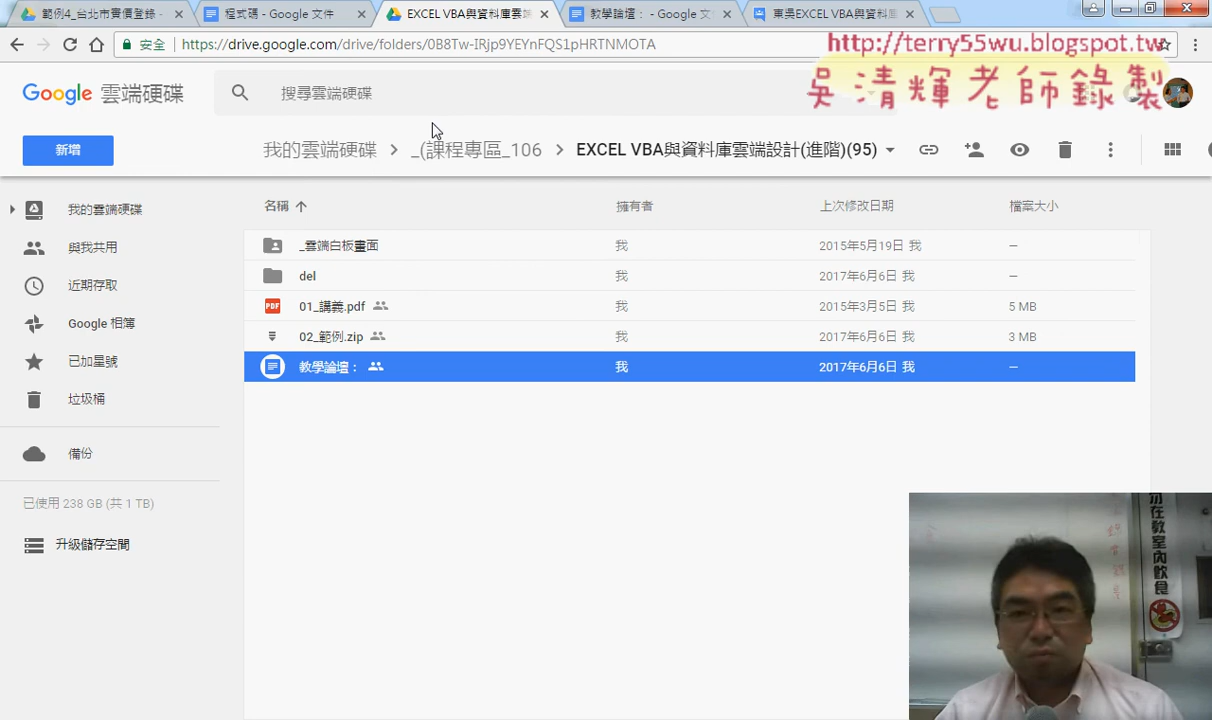 範例4_台北市實價登錄 -
程式碼 - Google 文件
EXCEL VBA與資料庫雲端
教學論壇： - Google 文
東吳EXCEL VBA與資料庫
安全 | https://drive.google.com/drive/folders/0B8Tw-IRjp9YEYnFQS1pHRTNMOTA
http://terry55wu.blogspot.tw
吳清輝老師錄製
Google 雲端硬碟
搜尋雲端硬碟
新增
我的雲端硬碟 > _(課程專區_106 > EXCEL VBA與資料庫雲端設計(進階)(95)
名稱 擁有者 上次修改日期 檔案大小
我的雲端硬碟
與我共用
近期存取
Google 相簿
已加星號
垃圾桶
備份
已使用 238 GB (共 1 TB)
升級儲存空間
_雲端白板畫面 我 2015年5月19日 我 –
del 我 2017年6月6日 我 –
PDF 01_講義.pdf 我 2015年3月5日 我 5 MB
02_範例.zip 我 2017年6月6日 我 3 MB
教學論壇： 我 2017年6月6日 我 –
勿在教室內飲食